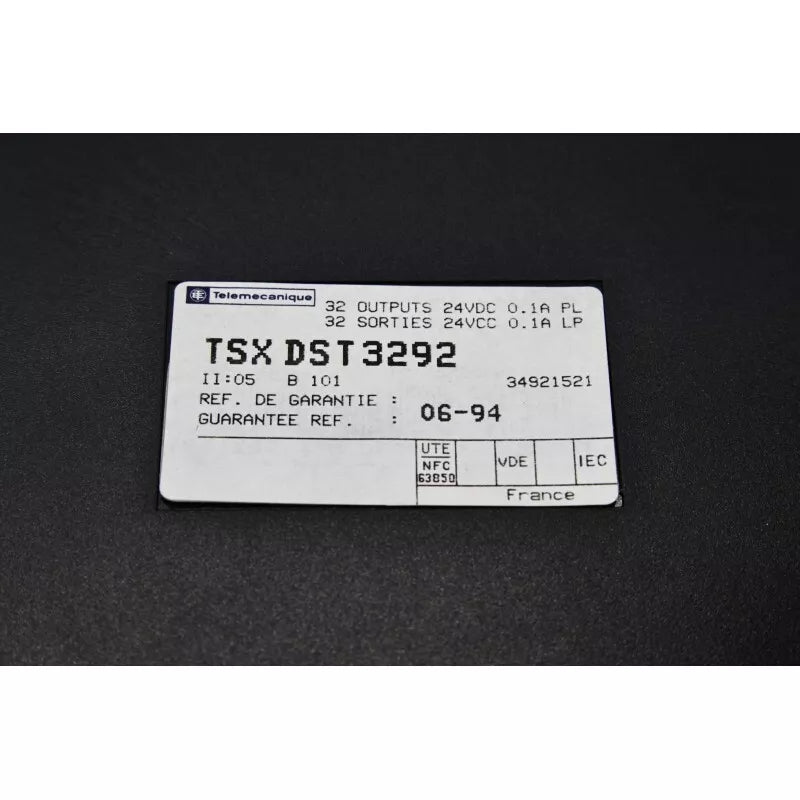 Telemecanique
32 OUTPUTS 24VDC 0.1A PL
32 SORTIES 24VCC 0.1A LP
TSX DST3292
II:05 B 101 34921521
REF. DE GARANTIE :
GUARANTEE REF. : 06-94
UTE
NFC
63850
VDE
IEC
France